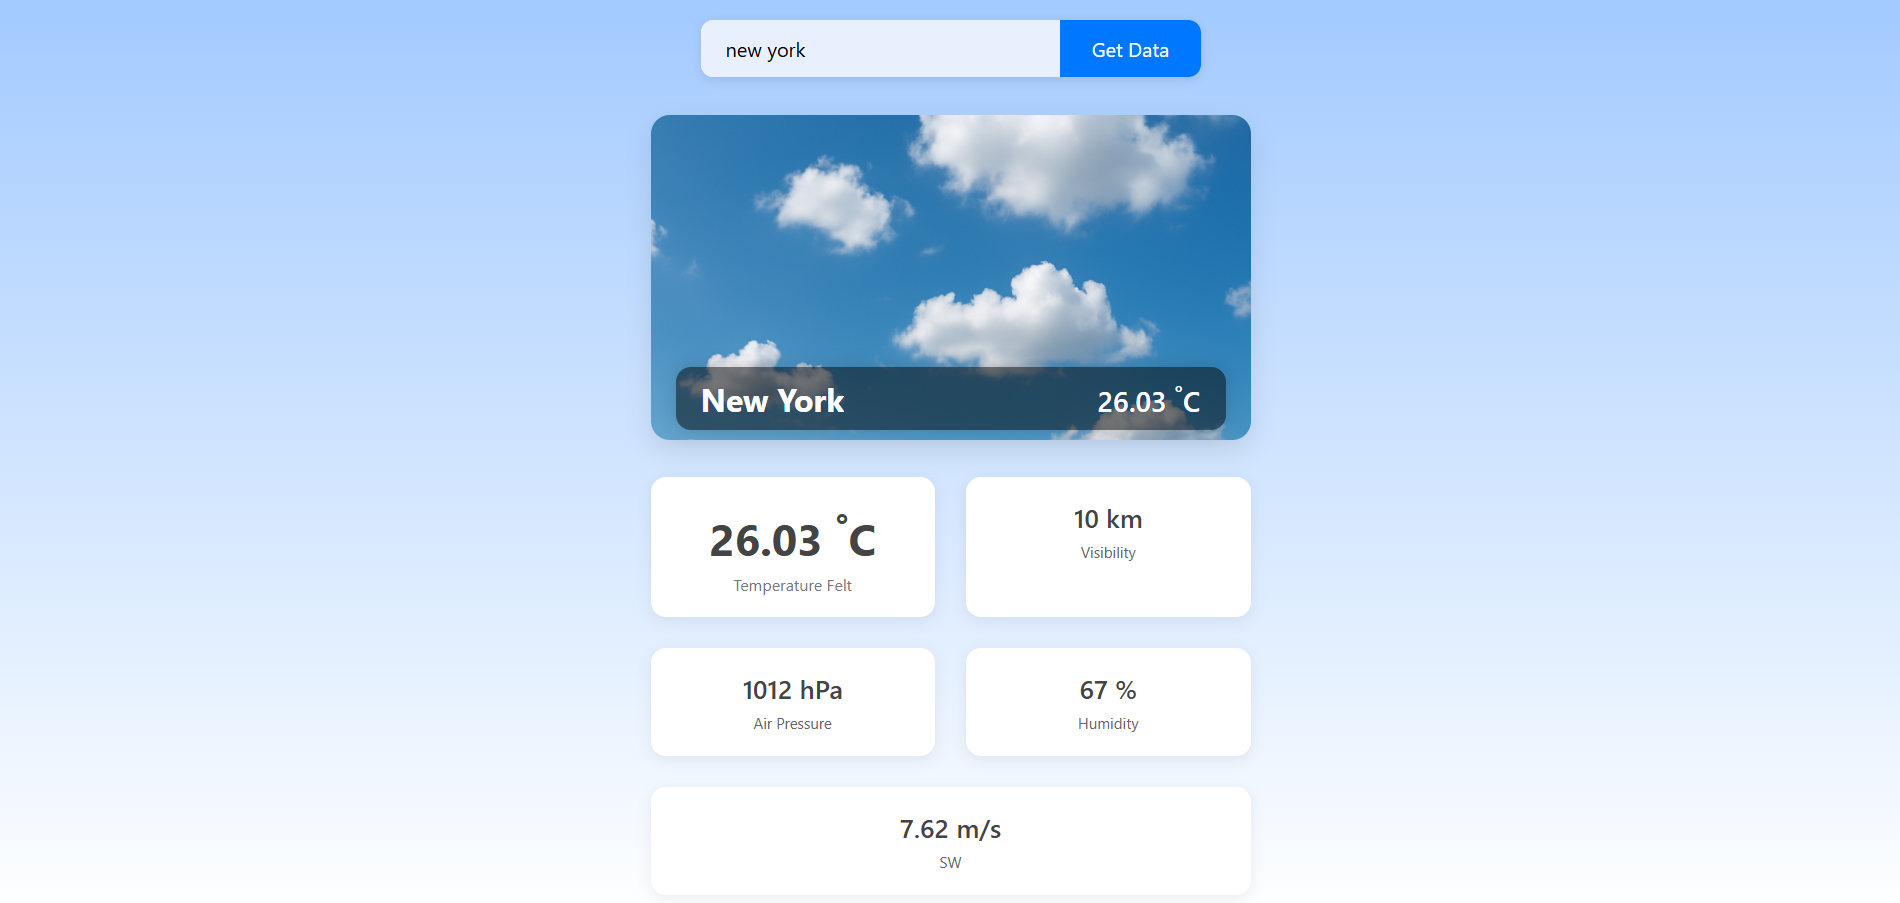 new york
Get Data
New York
26.03 °C
26.03 °C
Temperature Felt
10 km
Visibility
1012 hPa
Air Pressure
67 %
Humidity
7.62 m/s
SW